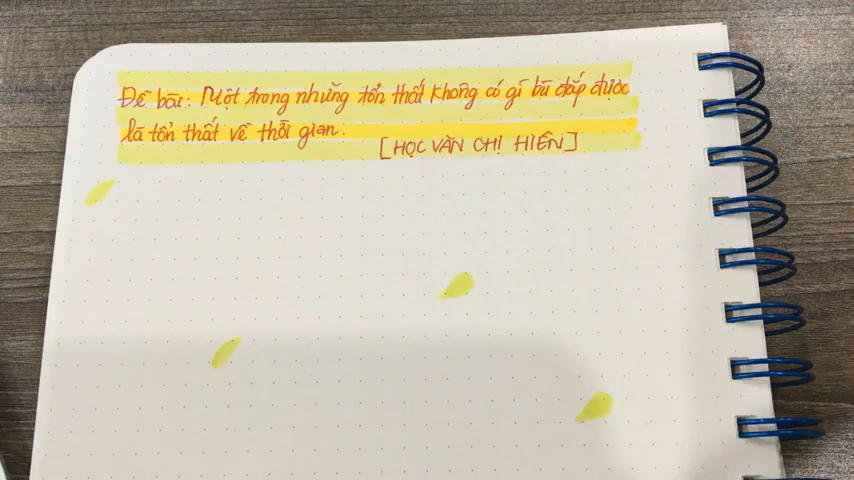 Đề bài: Một trong những tổn thất không có gì bù đắp được
là tổn thất về thời gian.
[HỌC VĂN CHỊ HIÊN]